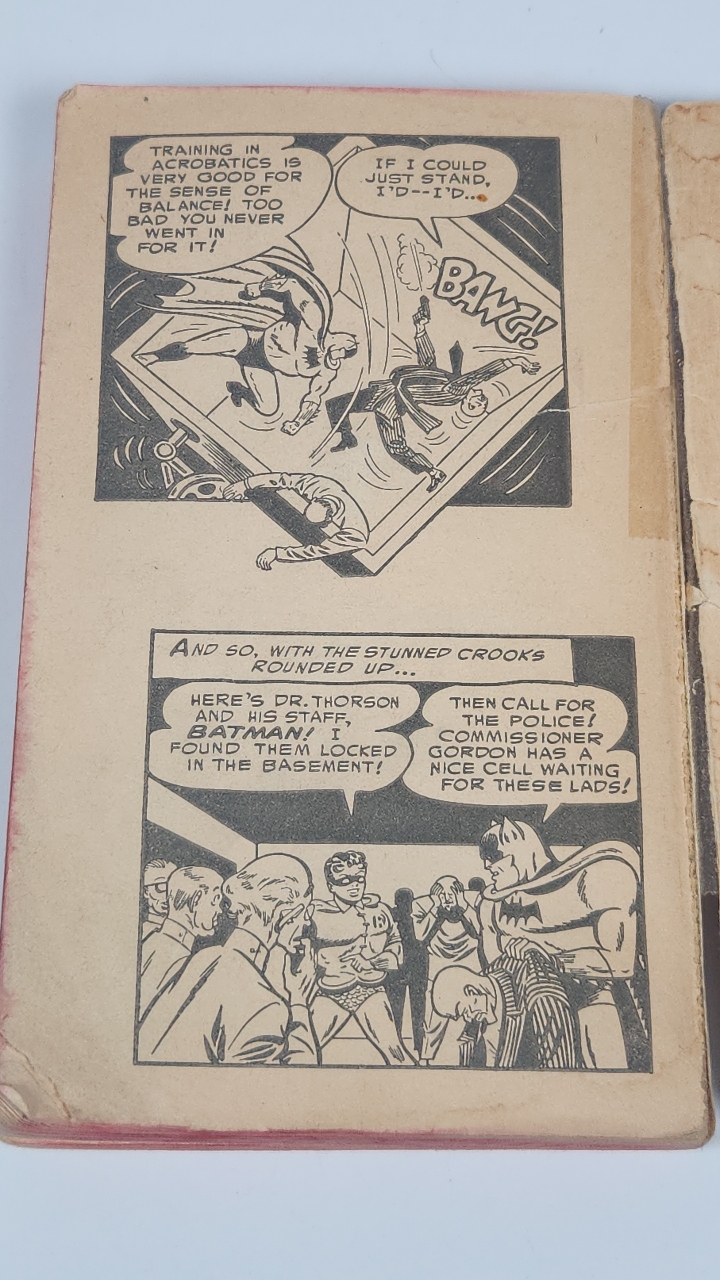 TRAINING IN
ACROBATICS IS
VERY GOOD FOR
THE SENSE OF
BALANCE! TOO
BAD YOU NEVER
WENT IN
FOR IT!
IF I COULD
JUST STAND,
I'D--I'D...
BANG!
AND SO, WITH THE STUNNED CROOKS
ROUNDED UP...
HERE'S DR. THORSON
AND HIS STAFF,
BATMAN! I
FOUND THEM LOCKED
IN THE BASEMENT!
THEN CALL FOR
THE POLICE!
COMMISSIONER
GORDON HAS A
NICE CELL WAITING
FOR THESE LADS!
R